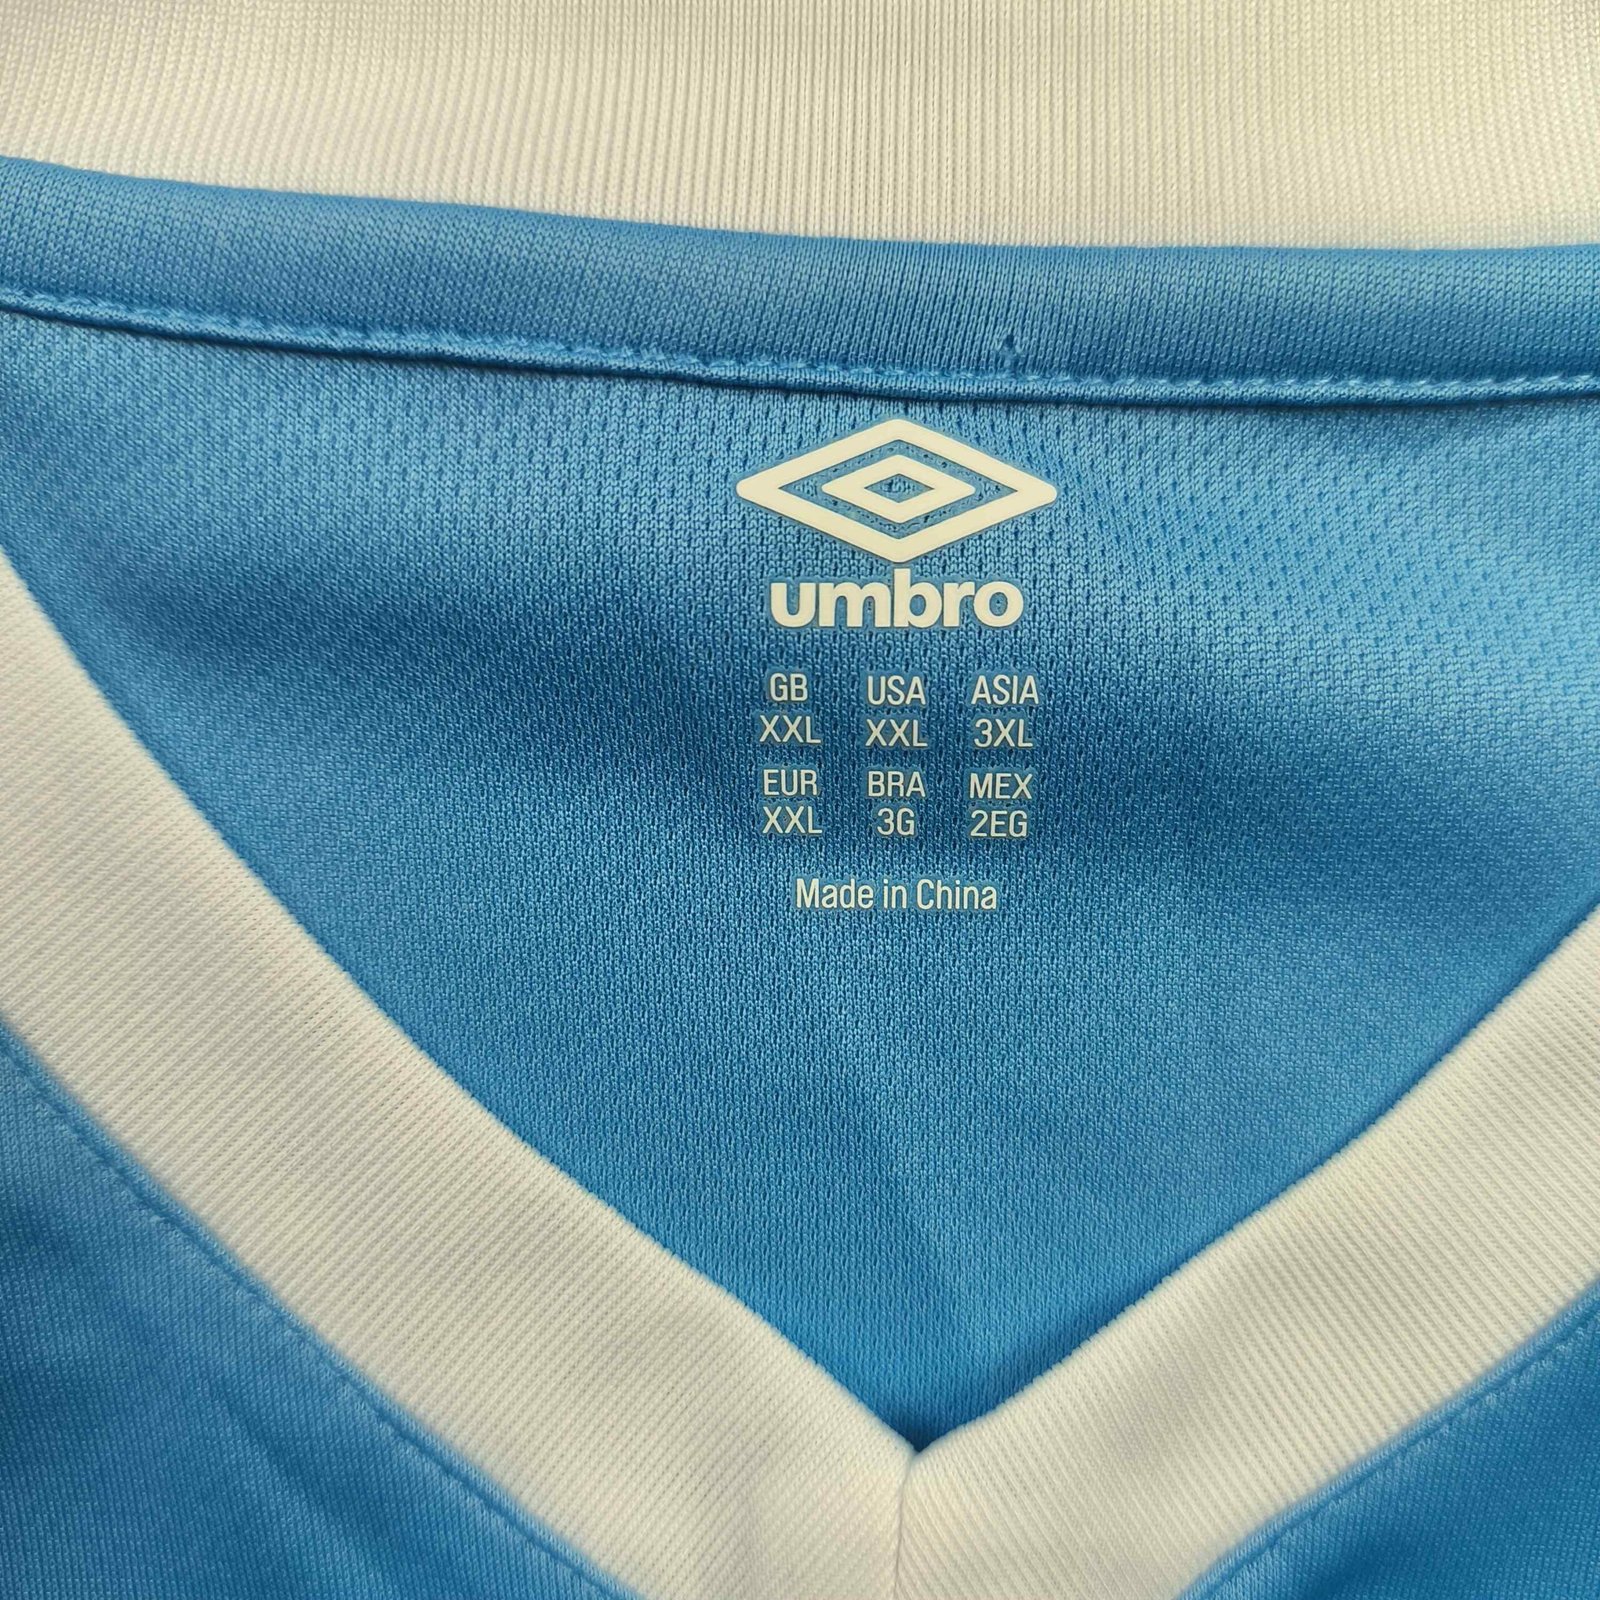 umbro
GB USA ASIA
XXL XXL 3XL
EUR BRA MEX
XXL 3G 2EG
Made in China